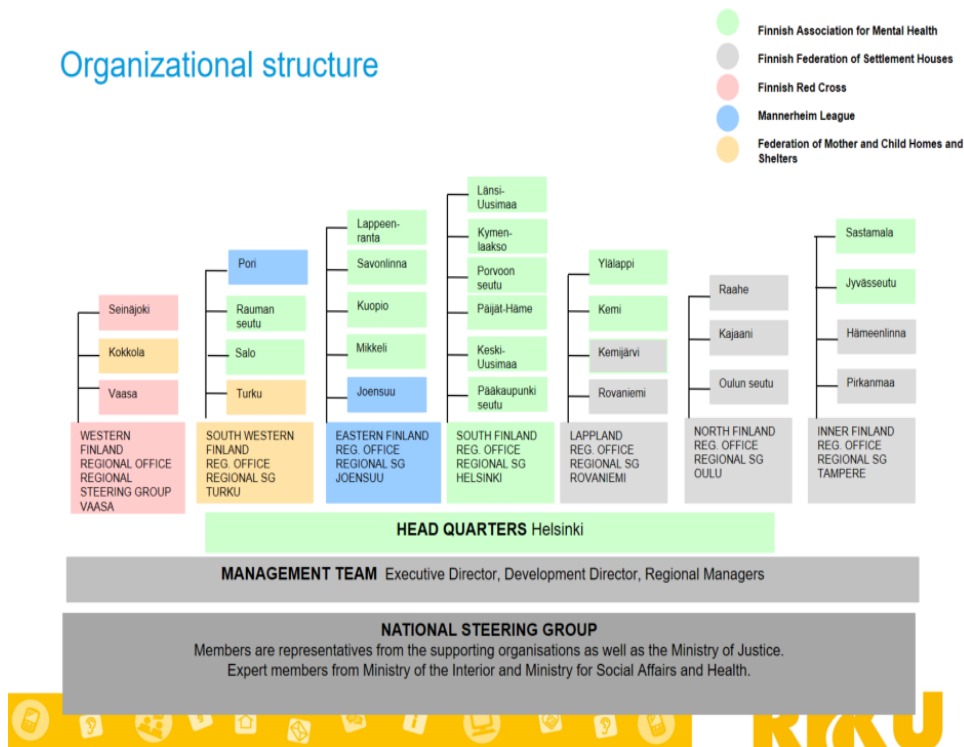 Organizational structure
Finnish Association for Mental Health
Finnish Federation of Settlement Houses
Finnish Red Cross
Mannerheim League
Federation of Mother and Child Homes and
Shelters
Seinäjoki
Kokkola
Vaasa
WESTERN
FINLAND
REGIONAL OFFICE
REGIONAL
STEERING GROUP
VAASA
Pori
Rauman
seutu
Salo
Turku
SOUTH WESTERN
FINLAND
REG. OFFICE
REGIONAL SG
TURKU
Lappeen-
ranta
Savonlinna
Kuopio
Mikkeli
Joensuu
EASTERN FINLAND
REG. OFFICE
REGIONAL SG
JOENSUU
Länsi-
Uusimaa
Kymen-
laakso
Porvoon
seutu
Päijät-Häme
Keski-
Uusimaa
Pääkaupunki
seutu
SOUTH FINLAND
REG. OFFICE
REGIONAL SG
HELSINKI
Ylälappi
Kemi
Kemijärvi
Rovaniemi
LAPPLAND
REG. OFFICE
REGIONAL SG
ROVANIEMI
Raahe
Kajaani
Oulun seutu
NORTH FINLAND
REG. OFFICE
REGIONAL SG
OULU
Sastamala
Jyvässeutu
Hämeenlinna
Pirkanmaa
INNER FINLAND
REG. OFFICE
REGIONAL SG
TAMPERE
HEAD QUARTERS Helsinki
MANAGEMENT TEAM Executive Director, Development Director, Regional Managers
NATIONAL STEERING GROUP
Members are representatives from the supporting organisations as well as the Ministry of Justice.
Expert members from Ministry of the Interior and Ministry for Social Affairs and Health.
RIKU